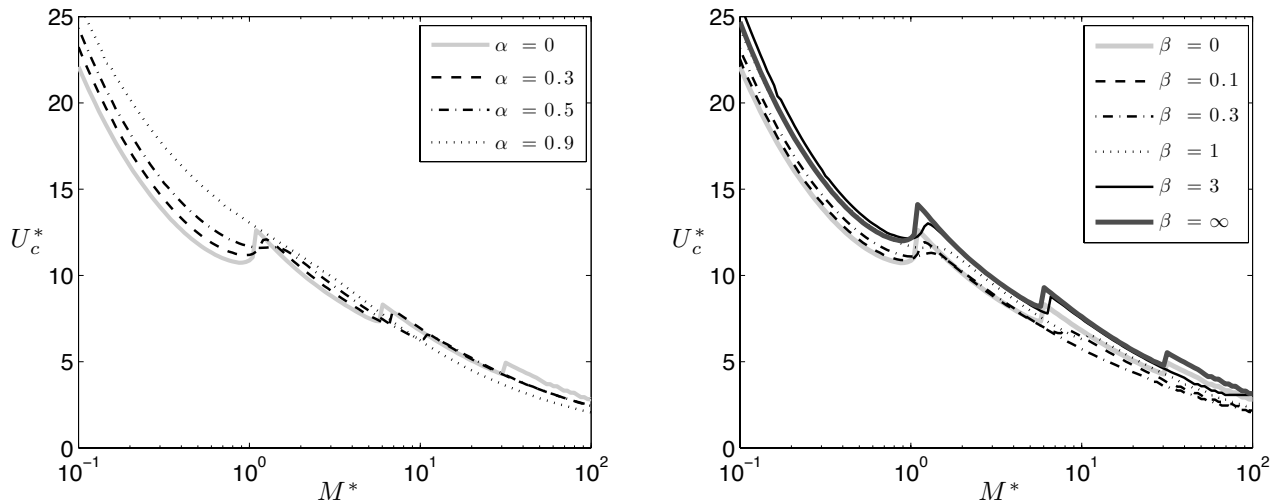 25
20
15
10
5
0
U_c^*
10^{-1}
10^0
10^1
10^2
M^*
α = 0
α = 0.3
α = 0.5
α = 0.9
25
20
15
10
5
0
U_c^*
10^{-1}
10^0
10^1
10^2
M^*
β = 0
β = 0.1
β = 0.3
β = 1
β = 3
β = ∞